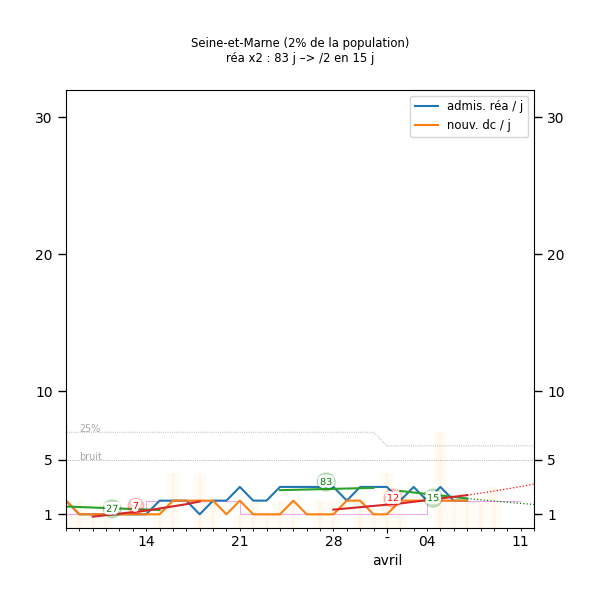 Seine-et-Marne (2% de la population)
réa x2 : 83 j –> /2 en 15 j
admis. réa / j
nouv. dc / j
30 30
20 20
10 10
25%
5 bruit 5
83
27 7 12 15
1 1
14 21 28 - 04 11
avril